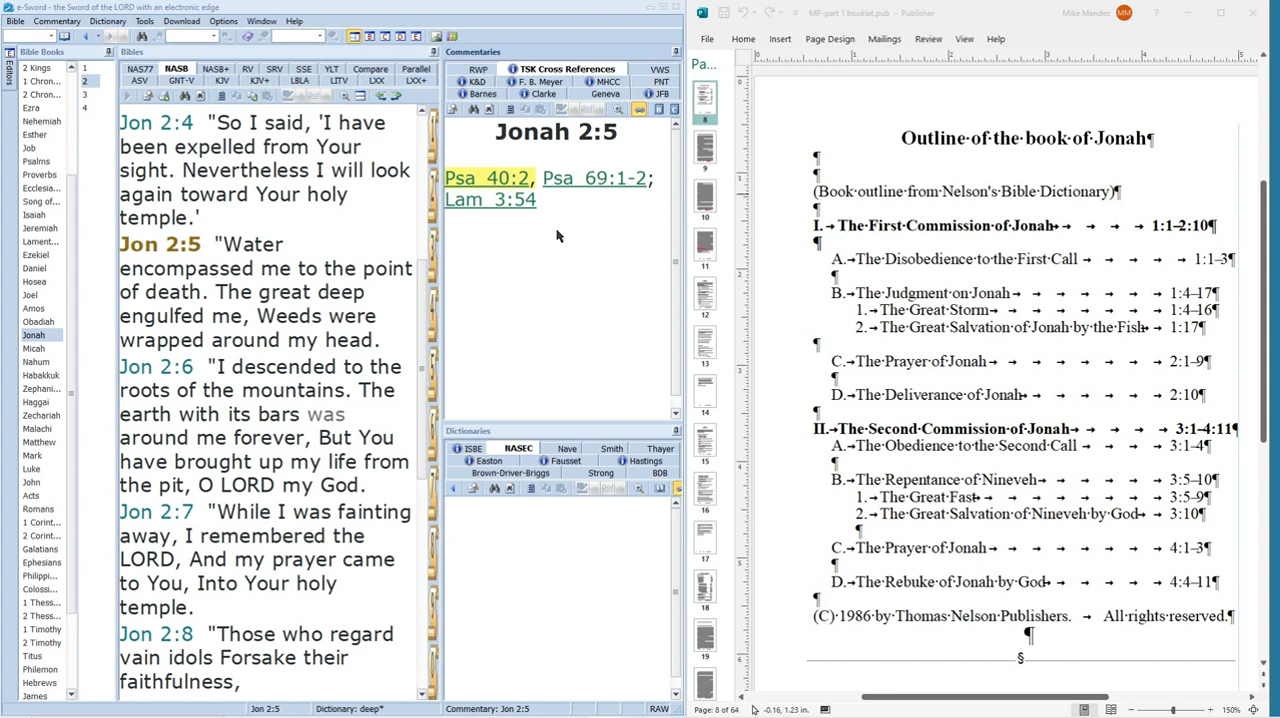 e-Sword - the Sword of the LORD with an electronic edge
Bible Commentary Dictionary Tools Download Options Window Help
Editors
Bible Books
2 Kings
1 Chron...
2 Chron...
Ezra
Nehemiah
Esther
Job
Psalms
Proverbs
Ecclesia...
Song of...
Isaiah
Jeremiah
Lament...
Ezekiel
Daniel
Hosea
Joel
Amos
Obadiah
Jonah
Micah
Nahum
Habakkuk
Zephani...
Haggai
Zechariah
Malachi
Matthew
Mark
Luke
John
Acts
Romans
1 Corint...
2 Corint...
Galatians
Ephesians
Philippi...
Colossi...
1 Thess...
2 Thess...
1 Timothy
2 Timothy
Titus
Philemon
Hebrews
James
1
2
3
4
Bibles
NAS77 NASB NASB+ RV SRV SSE YLT Compare Parallel
ASV GNT-V KJV KJV+ LBLA LITV LXX LXX+
Jon 2:4 "So I said, 'I have
been expelled from Your
sight. Nevertheless I will look
again toward Your holy
temple.'
Jon 2:5 "Water
encompassed me to the point
of death. The great deep
engulfed me, Weeds were
wrapped around my head.
Jon 2:6 "I descended to the
roots of the mountains. The
earth with its bars was
around me forever, But You
have brought up my life from
the pit, O LORD my God.
Jon 2:7 "While I was fainting
away, I remembered the
LORD, And my prayer came
to You, Into Your holy
temple.
Jon 2:8 "Those who regard
vain idols Forsake their
faithfulness,
Commentaries
RWP TSK Cross References VWS
K&D F. B. Meyer MHCC PNT
Barnes Clarke Geneva JFB
Jonah 2:5
Psa 40:2, Psa 69:1-2;
Lam 3:54
Dictionaries
ISBE NASEC Nave Smith Thayer
Easton Fausset Hastings
Brown-Driver-Briggs Strong BDB
Jon 2:5 Dictionary: deep* Commentary: Jon 2:5 RAW
MP-part 1 booklet.pub - Publisher Mike Mendes MM ?
File Home Insert Page Design Mailings Review View
Pa...
8
9
10
11
12
13
14
15
16
17
18
19
Outline·of·the·book·of·Jonah¶
¶
¶
(Book·outline·from·Nelson's·Bible·Dictionary)¶
¶
I.→The·First·Commission·of·Jonah→ → → → → 1:1–2:10¶
¶
A.→The·Disobedience·to·the·First·Call → → → → → 1:1–3¶
B.→The·Judgment·on·Jonah→ → → → → 1:4–17¶
1.→The·Great·Storm→ → → → → 1:4–16¶
2.→The·Great·Salvation·of·Jonah·by·the·Fish→ → 1:17¶
¶
C.→The·Prayer·of·Jonah → → → → → 2:1–9¶
¶
D.→The·Deliverance·of·Jonah→ → → → → 2:10¶
¶
II.→The·Second·Commission·of·Jonah→ → → → → 3:1-4:11¶
A.→The·Obedience·to·the·Second·Call → → → → 3:1–4¶
¶
B.→The·Repentance·of·Nineveh→ → → → → 3:5–10¶
1.→The·Great·Fast→ → → → → 3:5–9¶
2.→The·Great·Salvation·of·Nineveh·by·God→ → 3:10¶
¶
C.→The·Prayer·of·Jonah→ → → → → 4:1–3¶
¶
D.→The·Rebuke·of·Jonah·by·God→ → → → → 4:4–11¶
¶
(C)·1986·by·Thomas·Nelson·Publishers. → All·rights·reserved.¶
¶
§
Page: 8 of 64 -0.16, 1.23 in. 150%